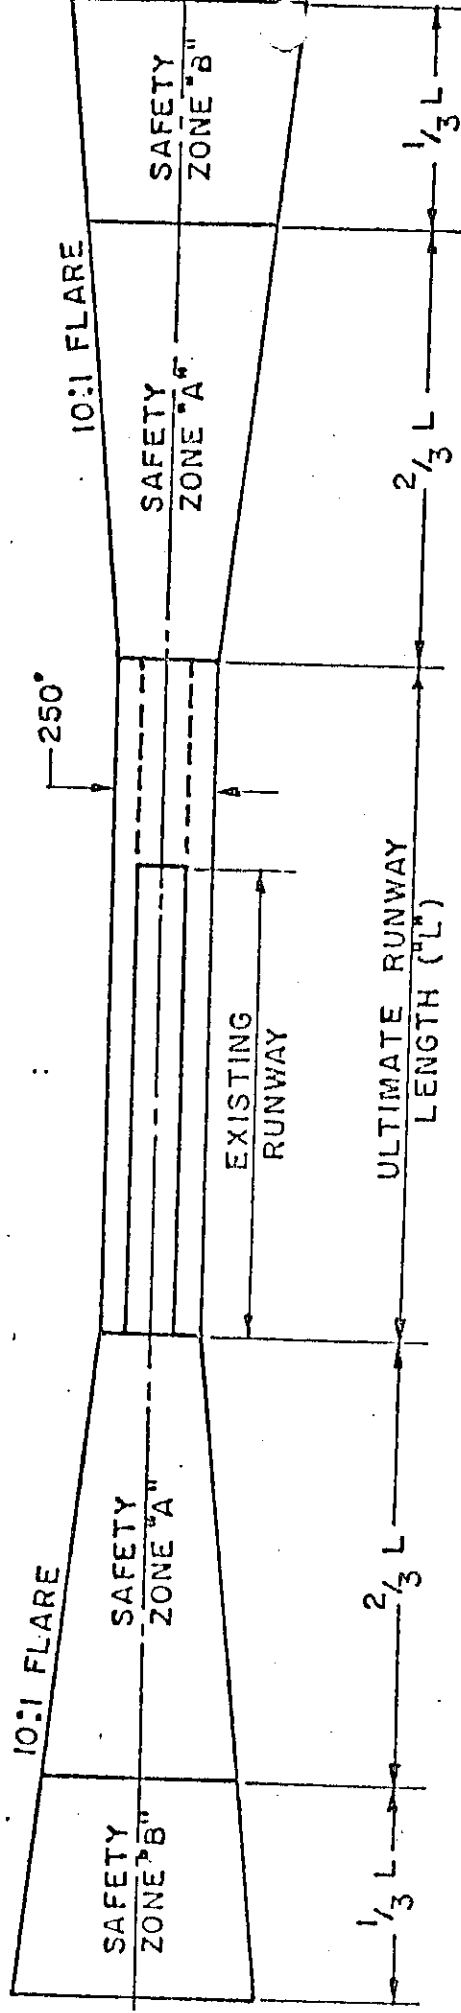 10:1 FLARE
10:1 FLARE
SAFETY
ZONE "B"
SAFETY
ZONE "A"
250'
SAFETY
ZONE "A"
SAFETY
ZONE "B"
EXISTING
RUNWAY
ULTIMATE RUNWAY
LENGTH ("L")
1/3 L
2/3 L
2/3 L
1/3 L